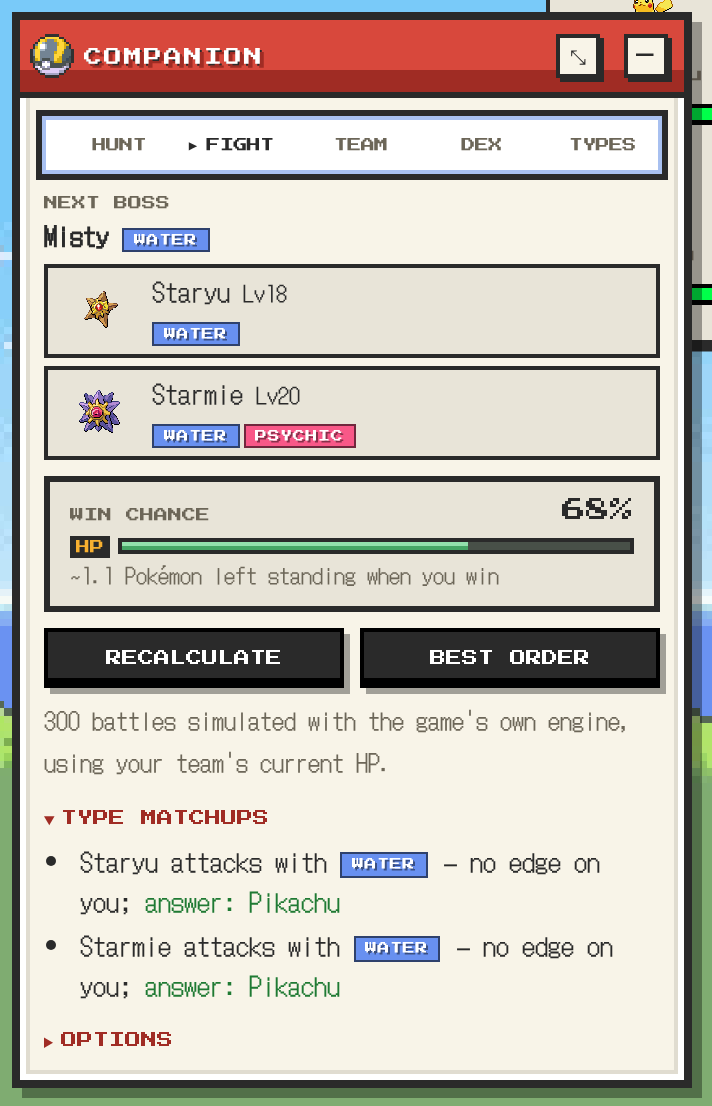 COMPANION
HUNT ▸ FIGHT TEAM DEX TYPES
NEXT BOSS
Misty WATER
Staryu Lv18
WATER
Starmie Lv20
WATER PSYCHIC
WIN CHANCE 68%
HP
~1.1 Pokémon left standing when you win
RECALCULATE BEST ORDER
300 battles simulated with the game's own engine,
using your team's current HP.
▾ TYPE MATCHUPS
• Staryu attacks with WATER — no edge on
you; answer: Pikachu
• Starmie attacks with WATER — no edge on
you; answer: Pikachu
▸ OPTIONS